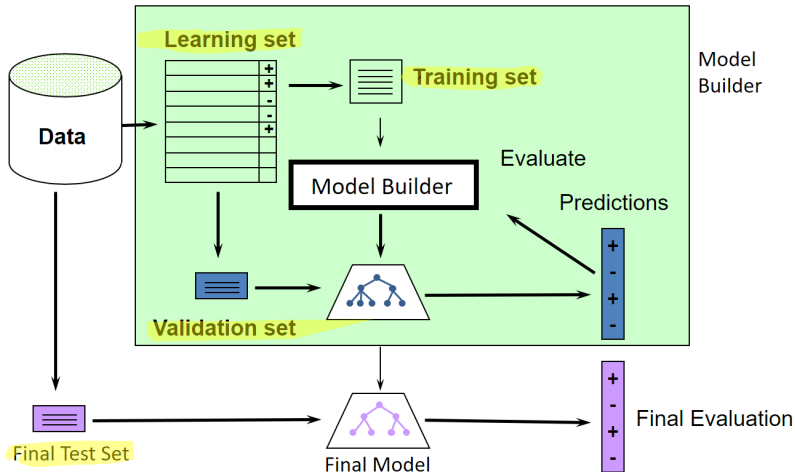 Learning set
Model
Builder
+
+
-
-
+
Training set
Data
Evaluate
Model Builder
Predictions
+
-
+
-
Validation set
+
-
+
-
Final Evaluation
Final Test Set
Final Model